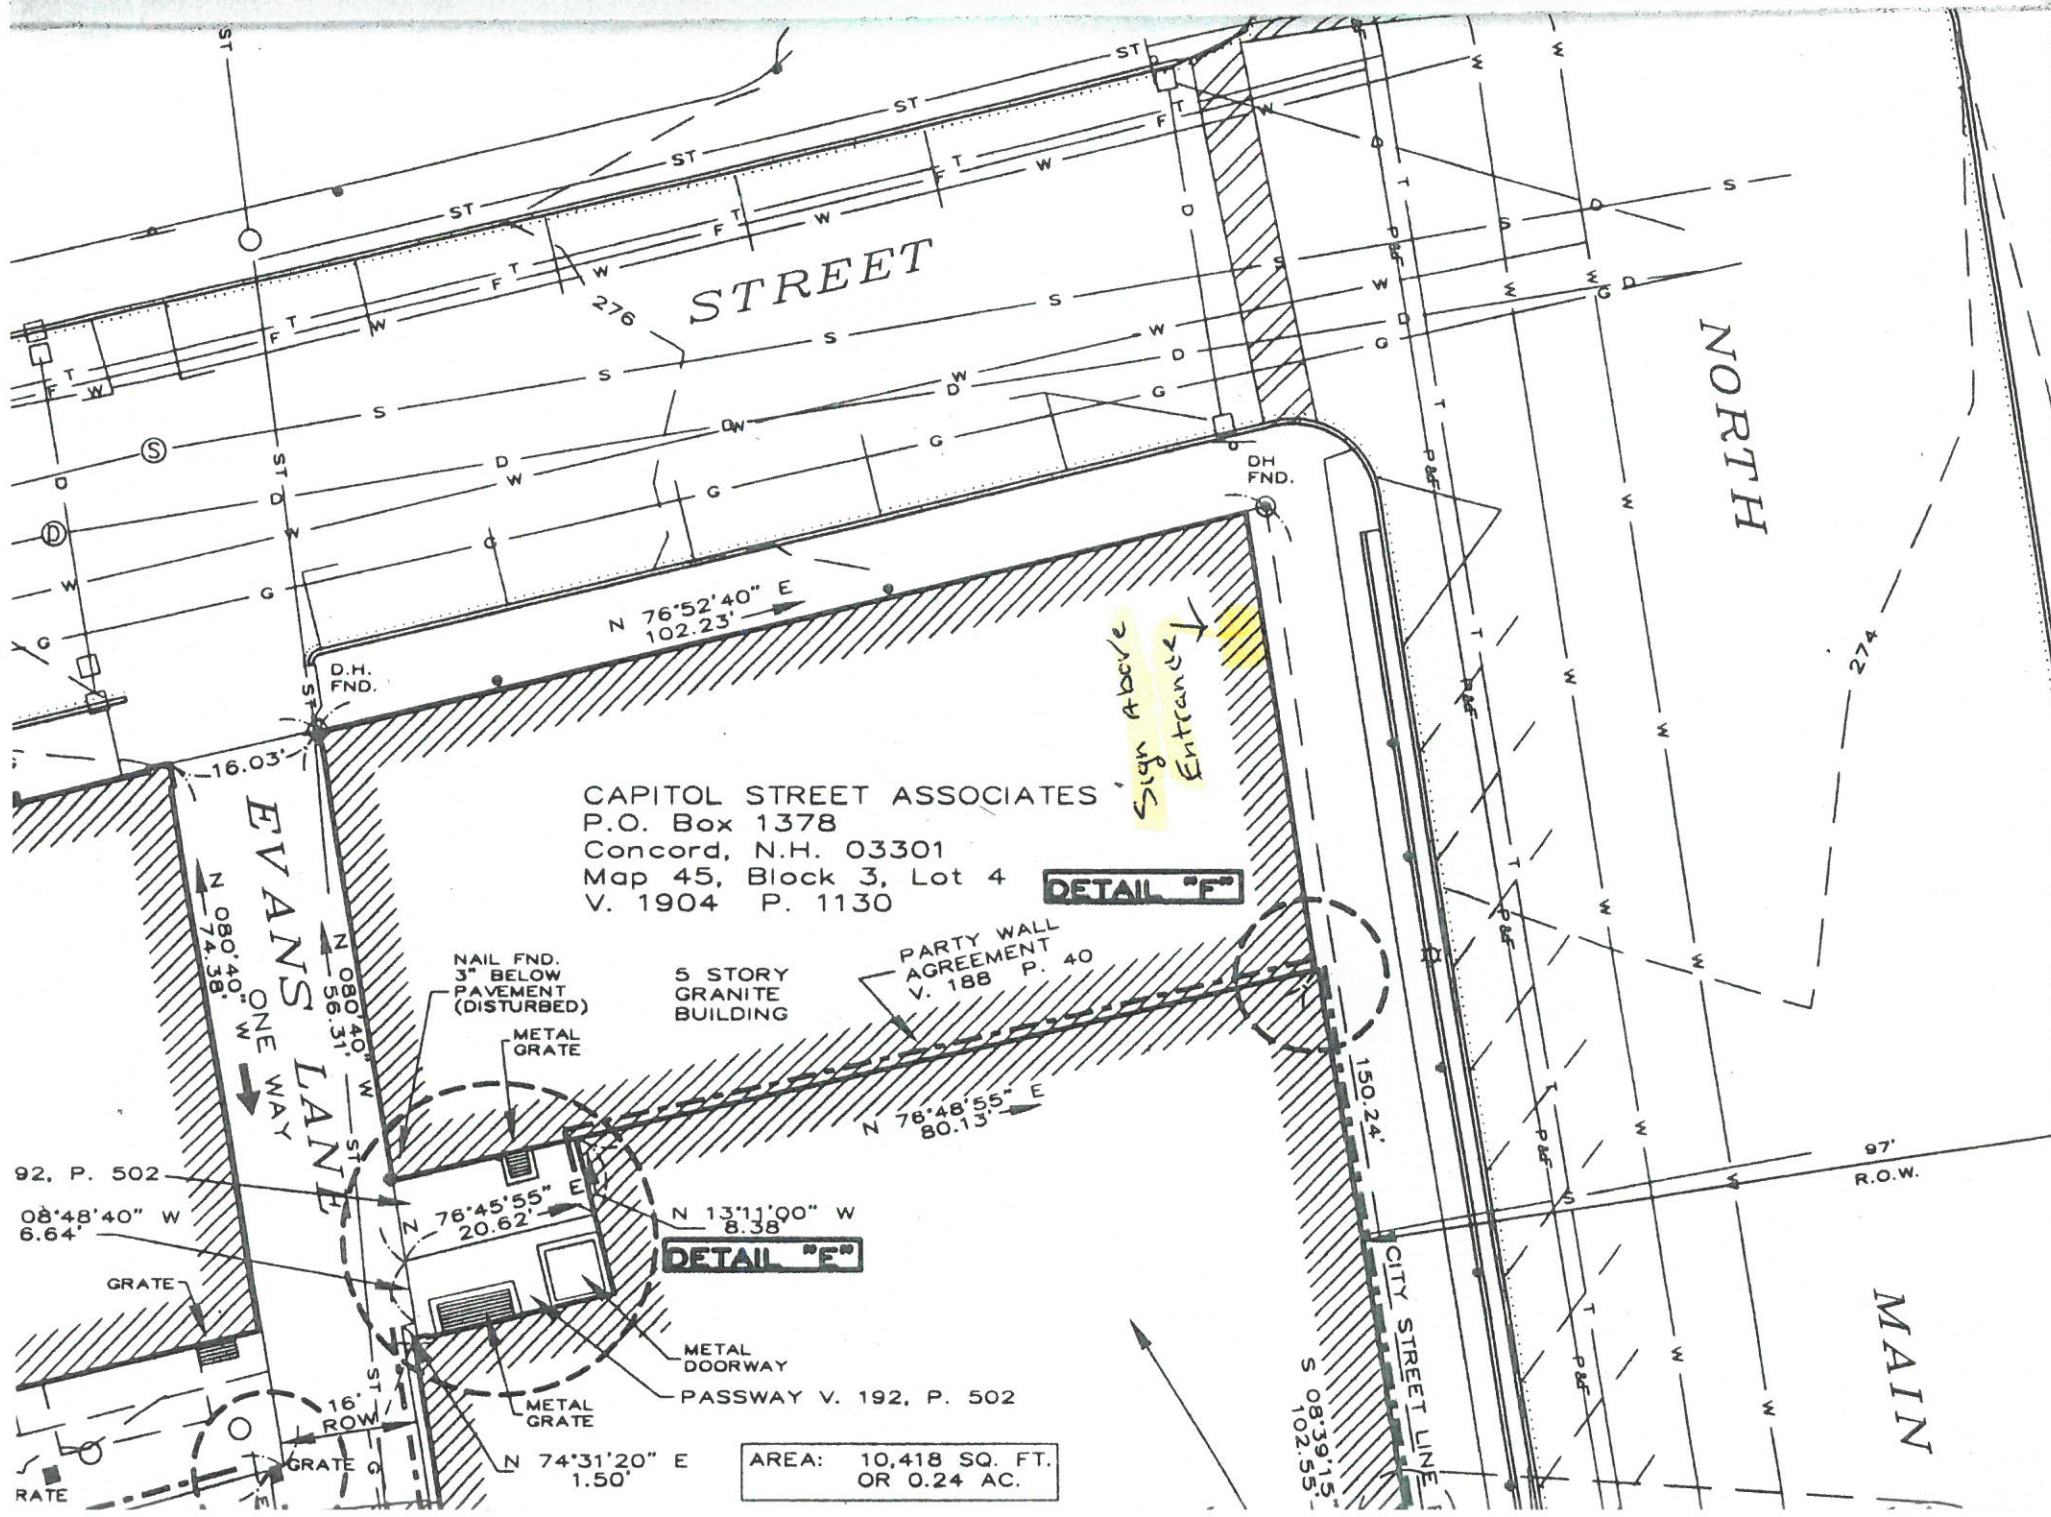 STREET
NORTH
MAIN
276
274
DH
FND.
N 76°52'40" E
102.23'
D.H.
FND.
16.03'
Sign Above
Entrance
CAPITOL STREET ASSOCIATES
P.O. Box 1378
Concord, N.H. 03301
Map 45, Block 3, Lot 4
V. 1904 P. 1130
DETAIL "F"
EVANS LANE
ONE WAY
N 080'40" W
74.38'
N 080'40" W
56.31'
NAIL FND.
3" BELOW
PAVEMENT
(DISTURBED)
METAL
GRATE
5 STORY
GRANITE
BUILDING
PARTY WALL
AGREEMENT
V. 188 P. 40
N 76°48'55" E
80.13'
150.24'
97'
R.O.W.
92, P. 502
08°48'40" W
6.64'
N 76°45'55" E
20.62'
N 13°11'00" W
8.38'
DETAIL "E"
GRATE
METAL
DOORWAY
PASSWAY V. 192, P. 502
METAL
GRATE
16'
ROW
GRATE
RATE
N 74°31'20" E
1.50'
AREA: 10,418 SQ. FT.
OR 0.24 AC.
CITY STREET LINE
S 08°39'15"
102.55'